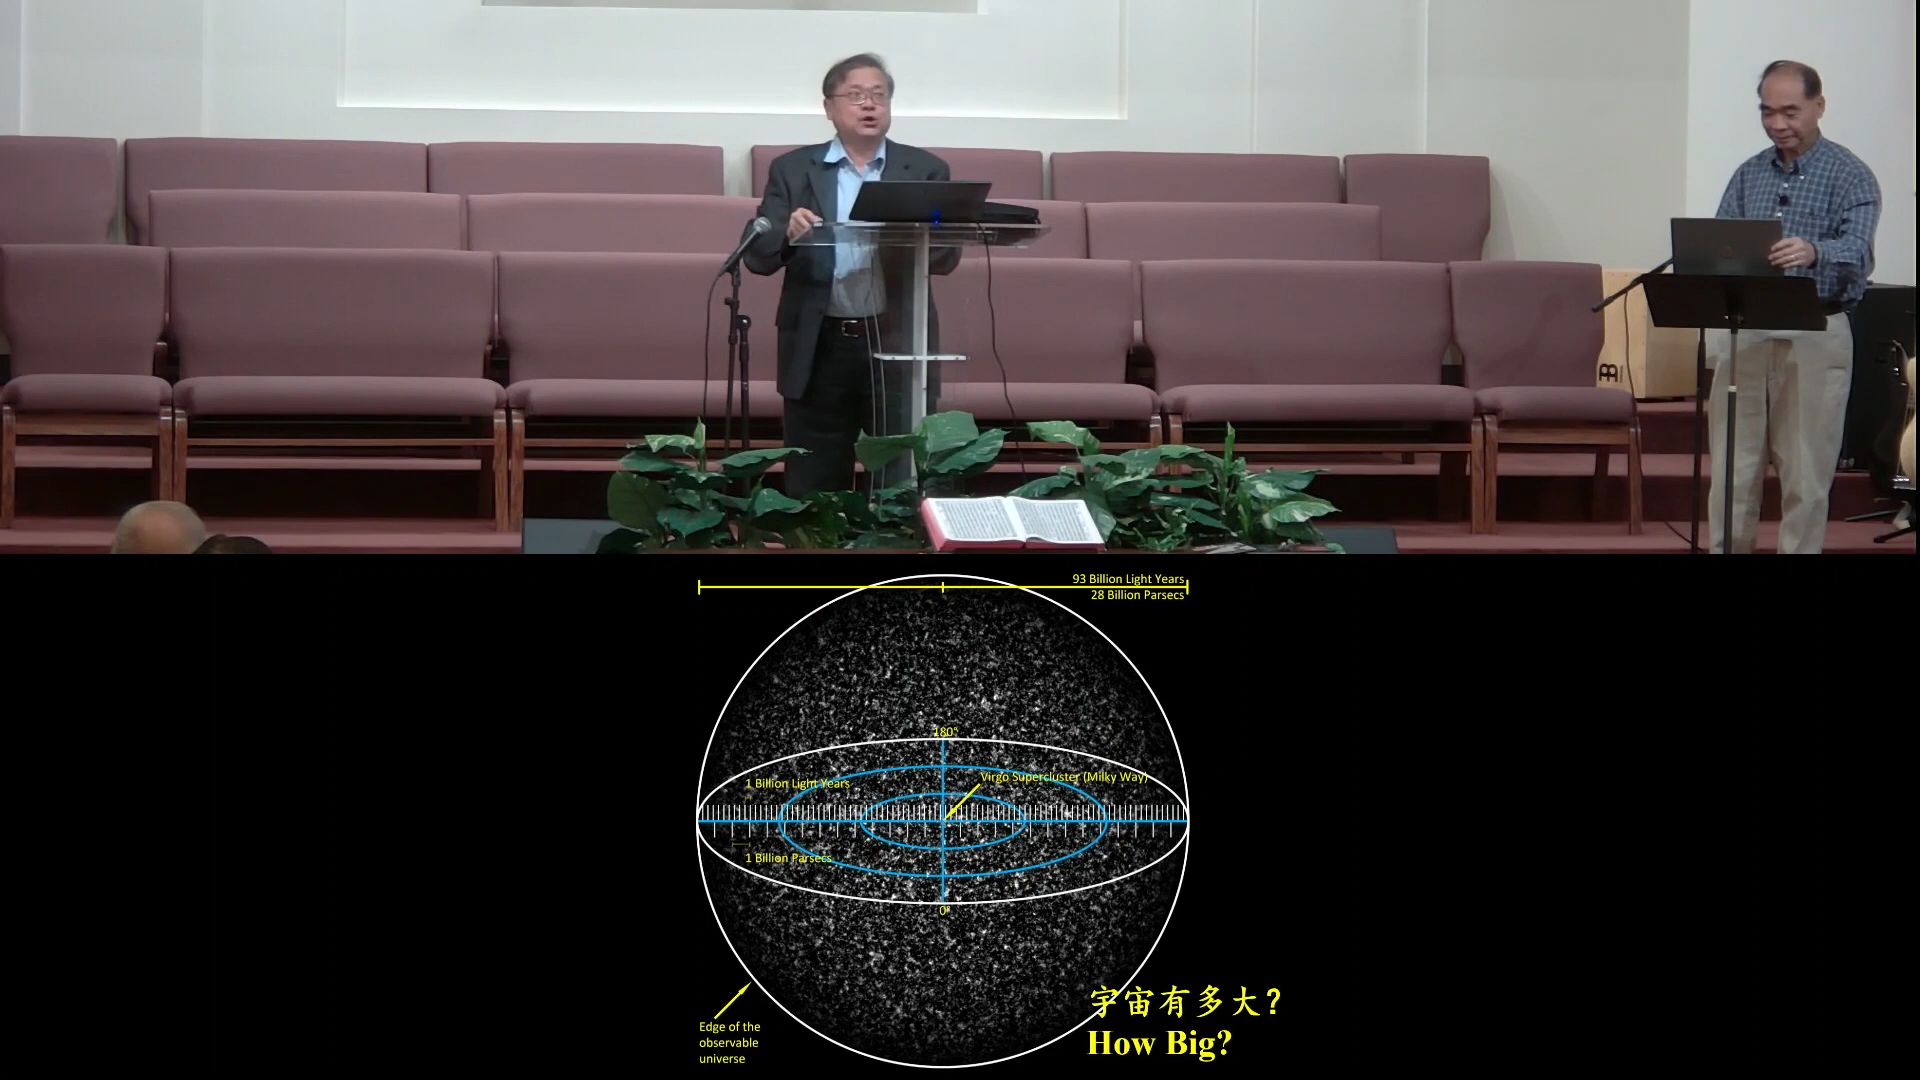 93 Billion Light Years
28 Billion Parsecs
180°
1 Billion Light Years
Virgo Supercluster (Milky Way)
1 Billion Parsecs
0°
Edge of the
observable
universe
宇宙有多大？
How Big?